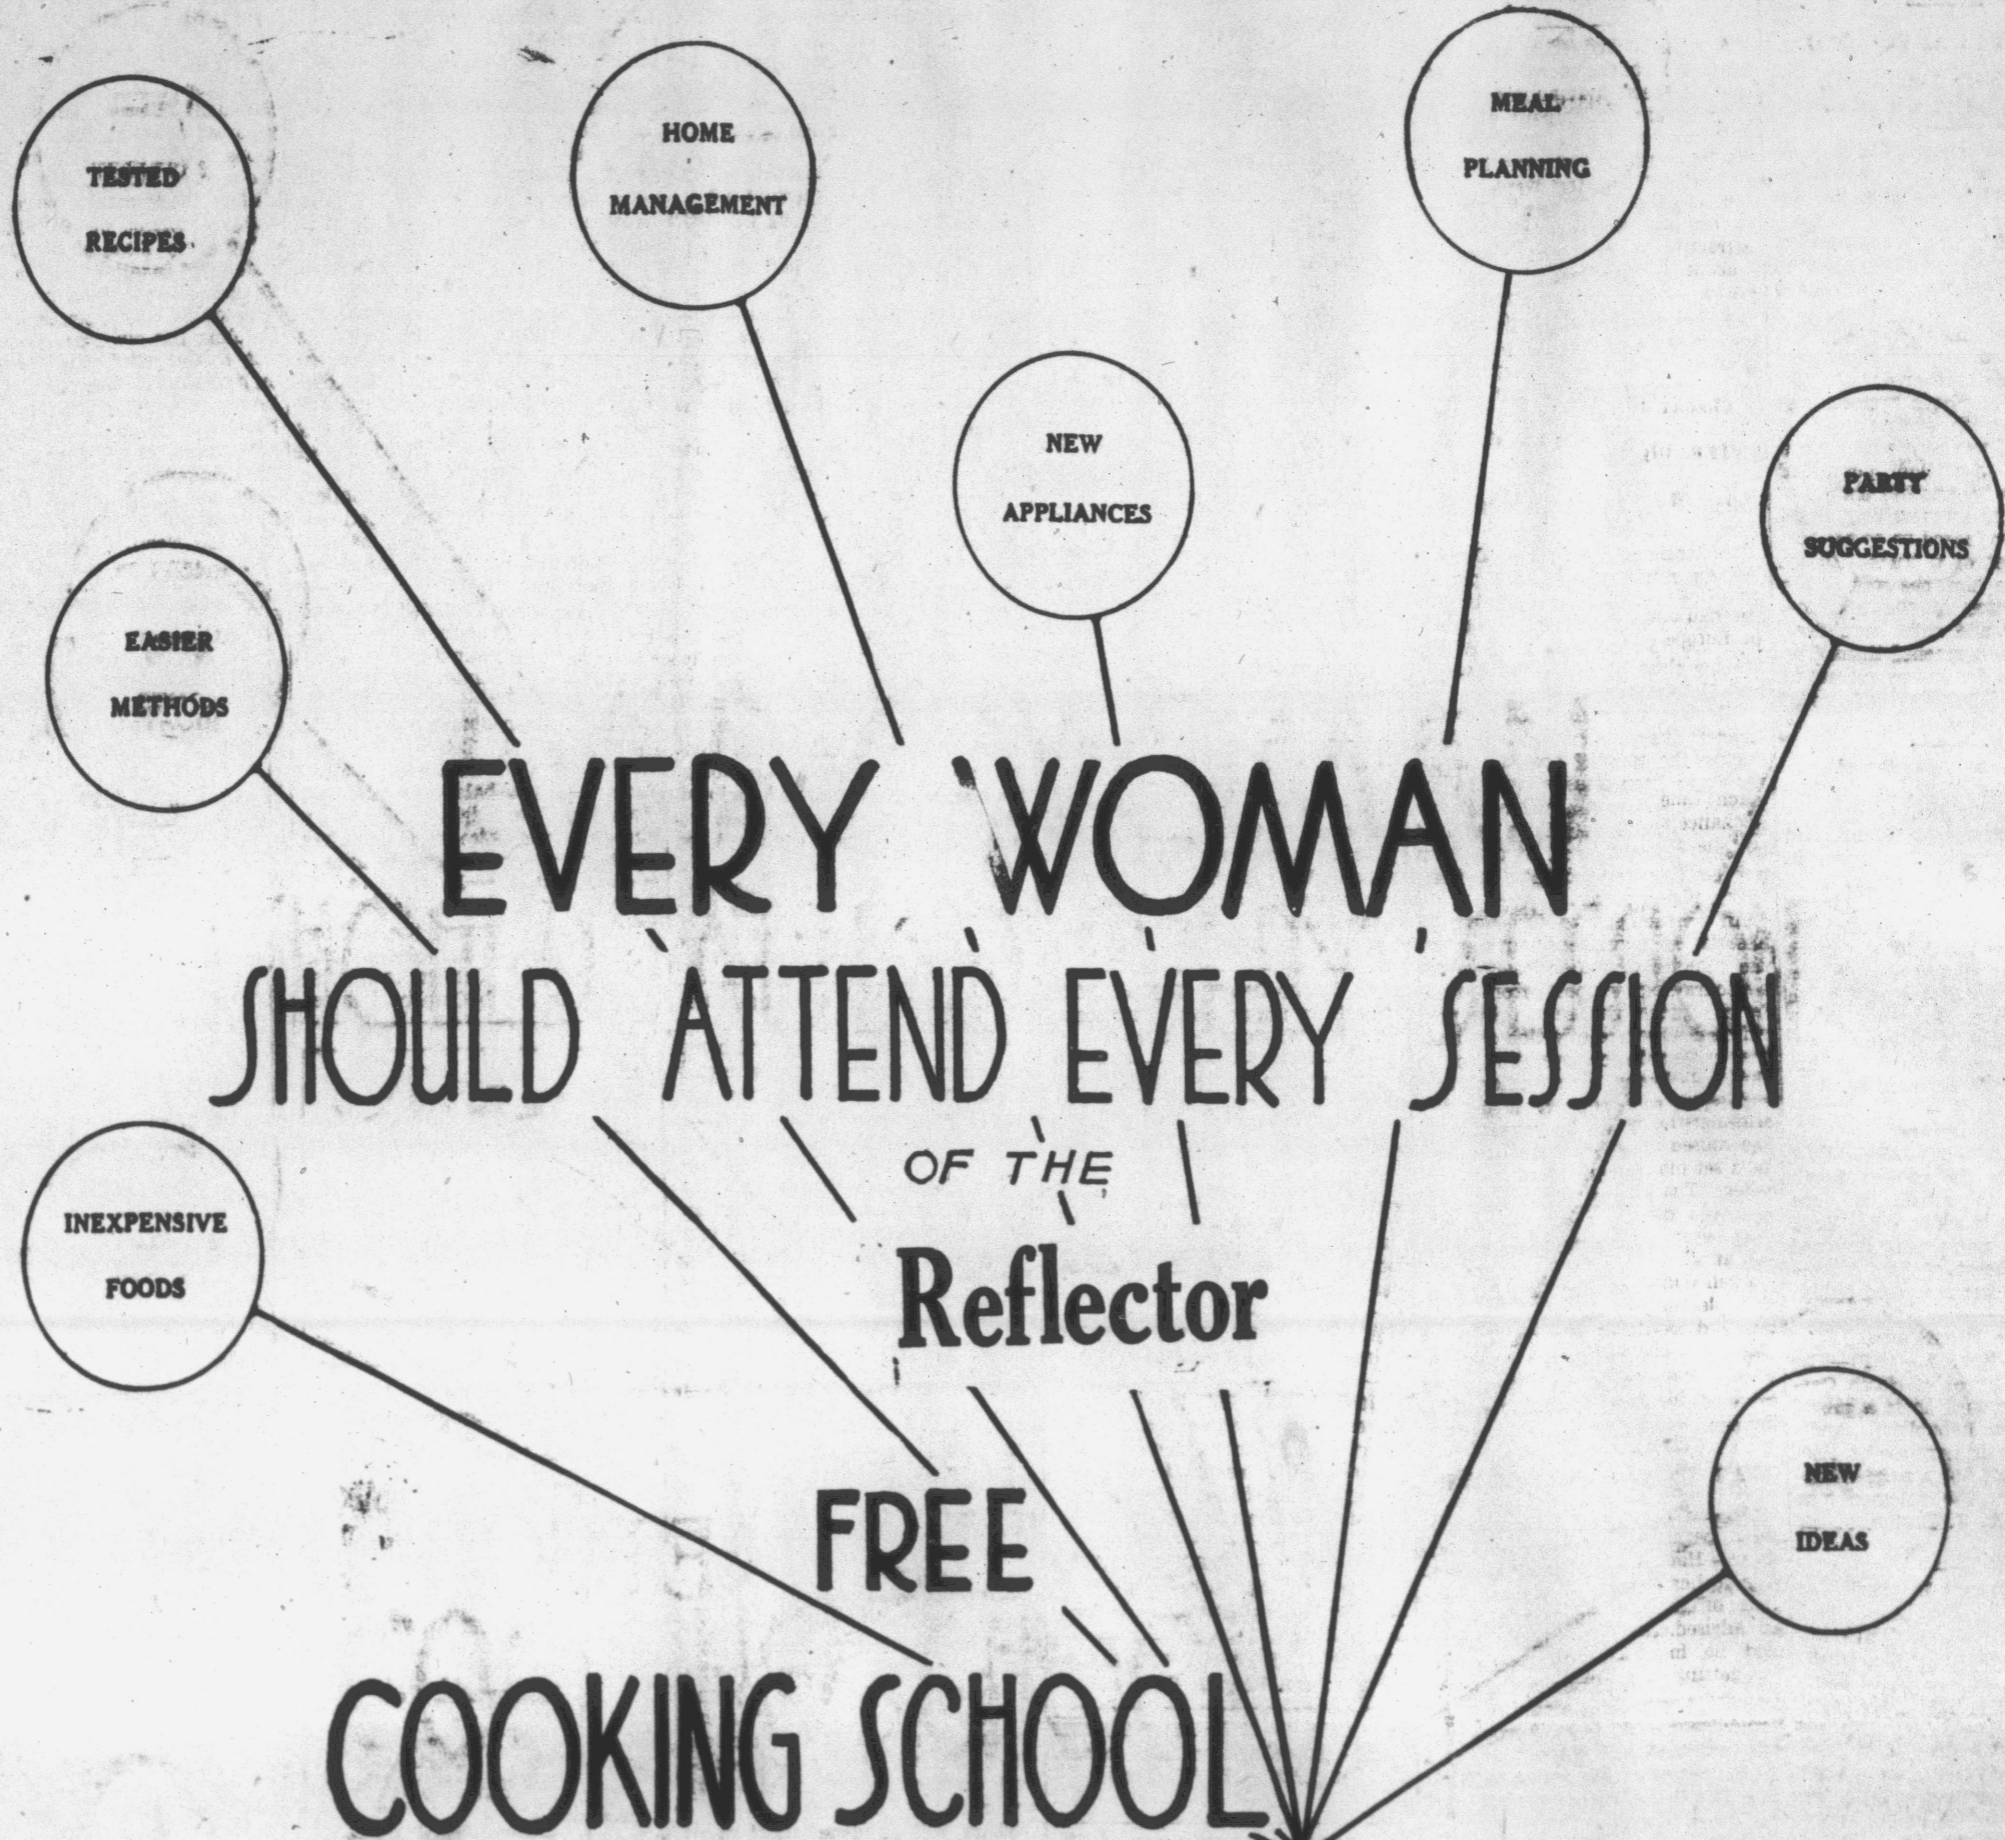 MEAL
PLANNING
HOME
MANAGEMENT
TESTED
RECIPES
NEW
APPLIANCES
PARTY
SUGGESTIONS
EASIER
METHODS
EVERY WOMAN
SHOULD ATTEND EVERY SESSION
OF THE
INEXPENSIVE
FOODS
Reflector
NEW
IDEAS
FREE
COOKING SCHOOL